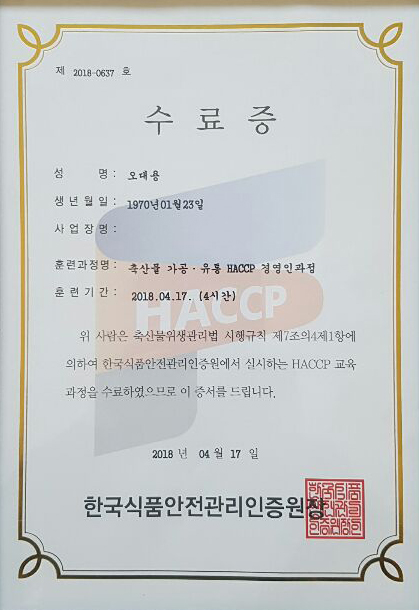 제 2018-0637 호
수 료 증
성 명 : 오대용
생 년 월 일 : 1970년01월23일
사 업 장 명 :
훈련과정명 : 축산물 가공·유통 HACCP 경영인과정
훈 련 기 간 : 2018.04.17. (4시간)
HACCP
위 사람은 축산물위생관리법 시행규칙 제7조의4제1항에
의하여 한국식품안전관리인증원에서 실시하는 HACCP 교육
과정을 수료하였으므로 이 증서를 드립니다.
2018 년 04 월 17 일
한국식품안전관리인증원장